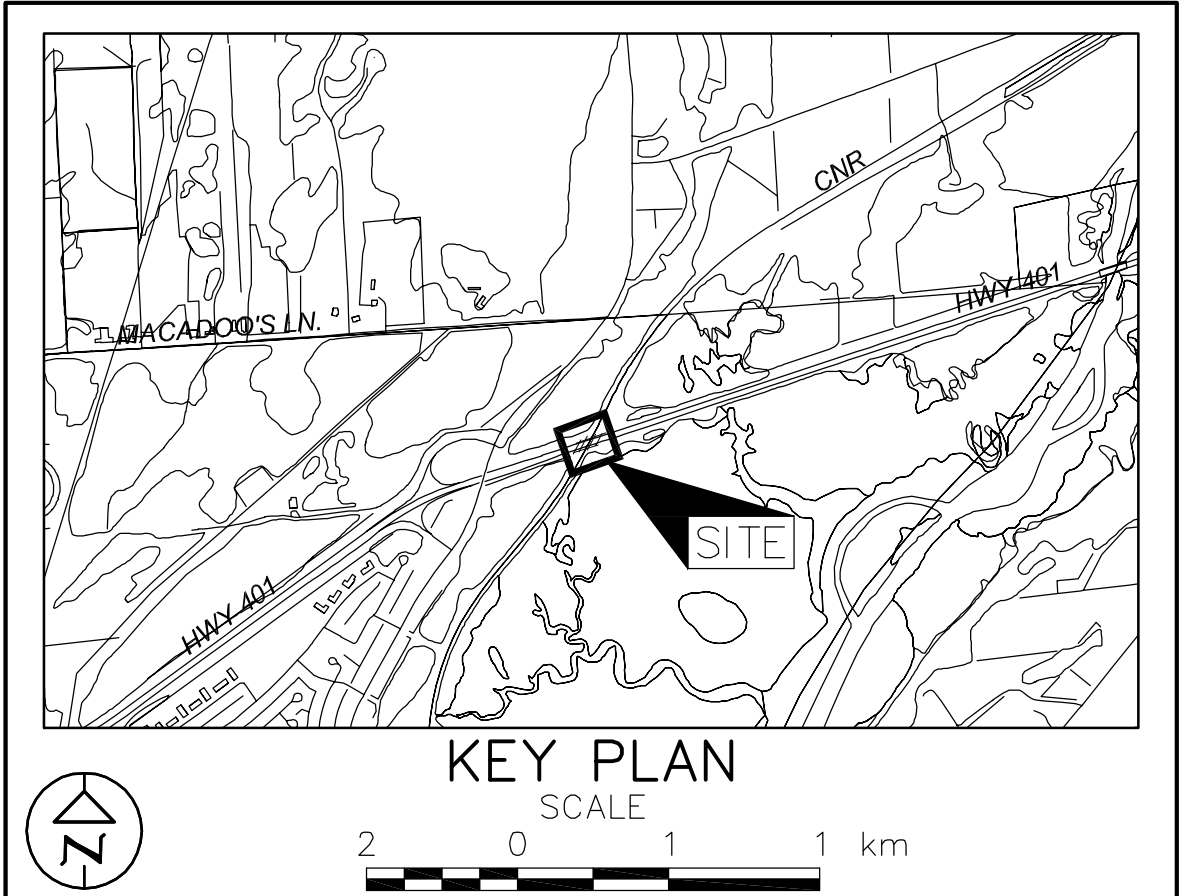 CNR
HWY 401
MACADOO'S LN.
SITE
HWY 401
KEY PLAN
SCALE
2 0 1 1 km
N